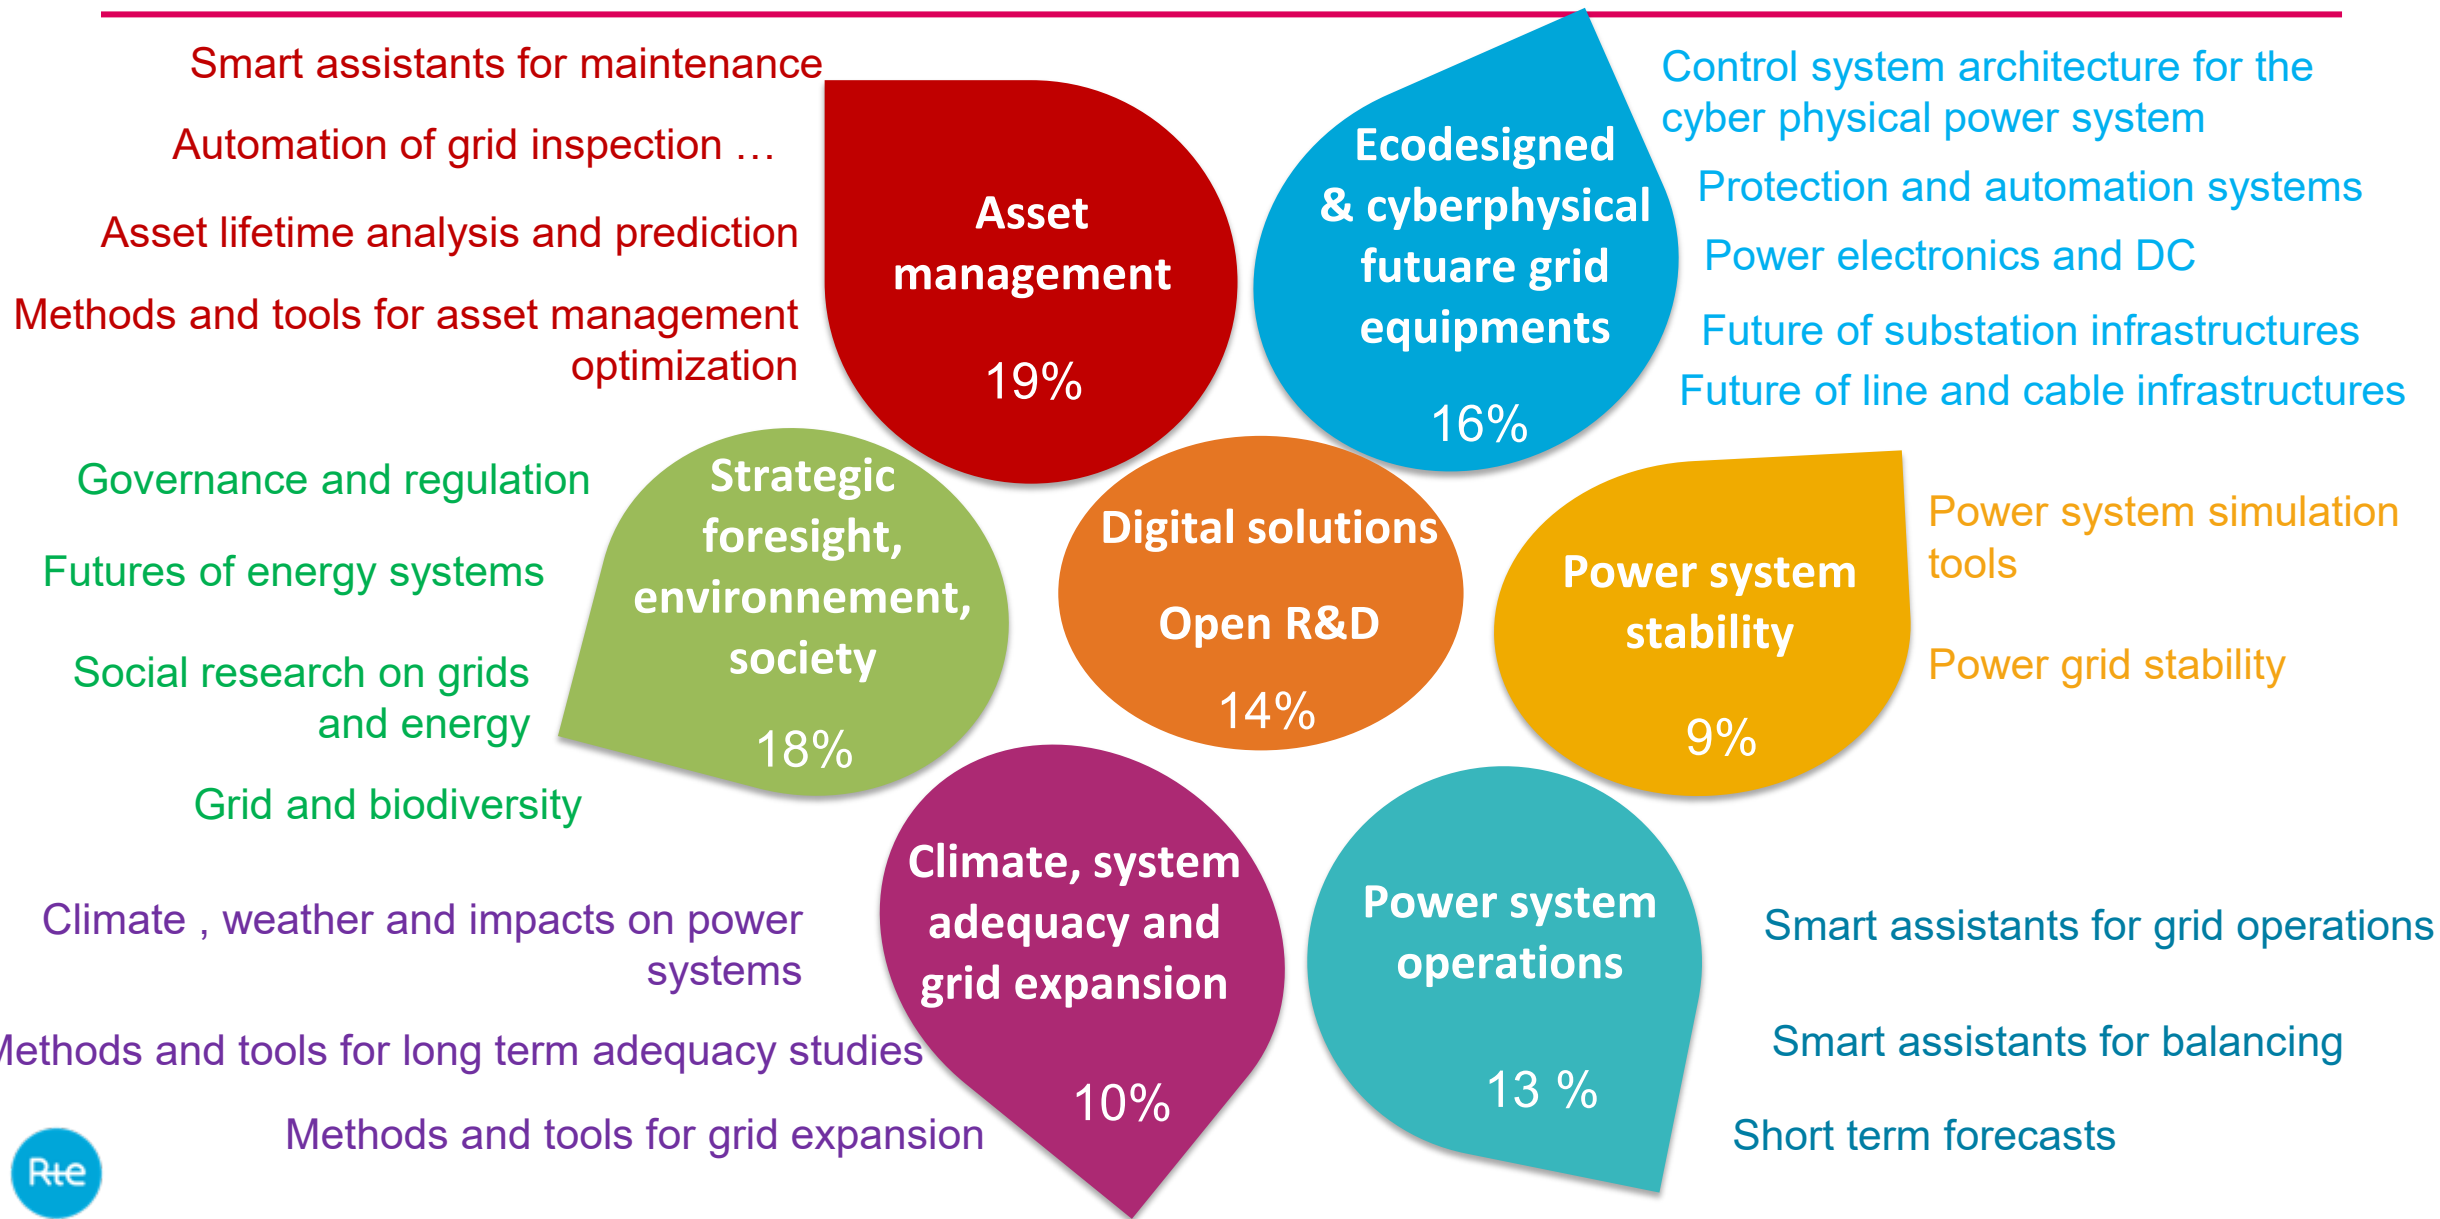 Smart assistants for maintenance
Automation of grid inspection …
Asset lifetime analysis and prediction
Methods and tools for asset management
optimization
Asset
management
19%
Ecodesigned
& cyberphysical
futuare grid
equipments
16%
Control system architecture for the
cyber physical power system
Protection and automation systems
Power electronics and DC
Future of substation infrastructures
Future of line and cable infrastructures
Governance and regulation
Futures of energy systems
Social research on grids
and energy
Grid and biodiversity
Strategic
foresight,
environnement,
society
18%
Digital solutions
Open R&D
14%
Power system
stability
9%
Power system simulation
tools
Power grid stability
Climate , weather and impacts on power
systems
Methods and tools for long term adequacy studies
Methods and tools for grid expansion
Climate, system
adequacy and
grid expansion
10%
Power system
operations
13 %
Smart assistants for grid operations
Smart assistants for balancing
Short term forecasts
Rte